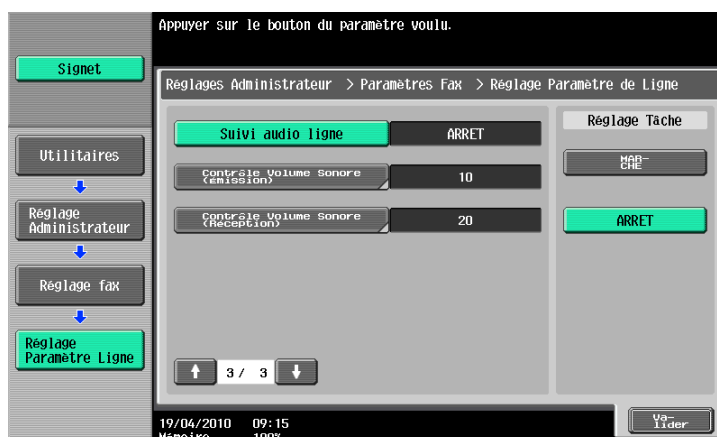 Appuyer sur le bouton du paramètre voulu.
Signet
Réglages Administrateur > Paramètres Fax > Réglage Paramètre de Ligne
Suivi audio ligne
ARRET
Réglage Tâche
Utilitaires
Contrôle Volume Sonore
(Émission)
10
MAR-
CHE
Réglage
Administrateur
Contrôle Volume Sonore
(Réception)
20
ARRET
Réglage fax
Réglage
Paramètre Ligne
3/ 3
19/04/2010 09:15
Mémoire 100%
Va-
lider